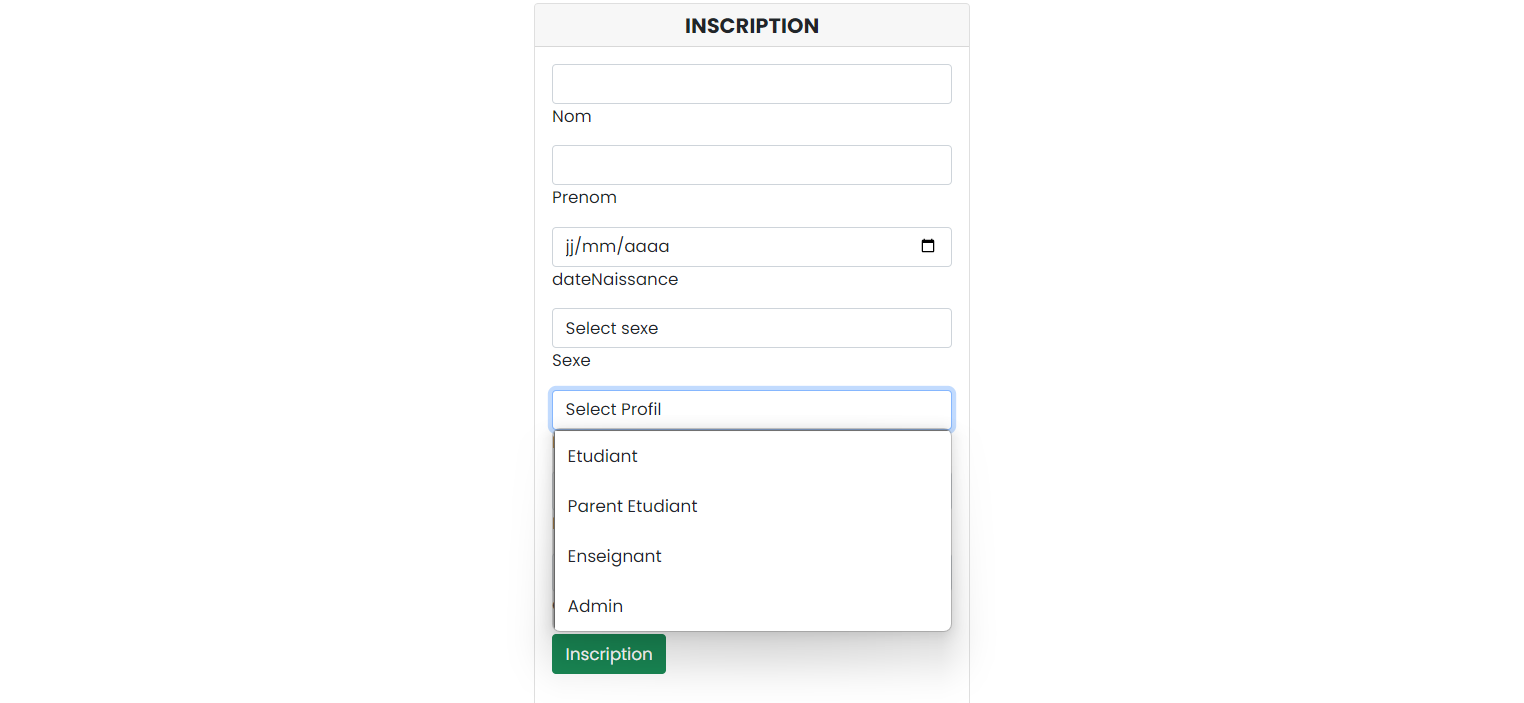 INSCRIPTION
Nom
Prenom
jj/mm/aaaa
dateNaissance
Select sexe
Sexe
Select Profil
Etudiant
Parent Etudiant
Enseignant
Admin
Inscription